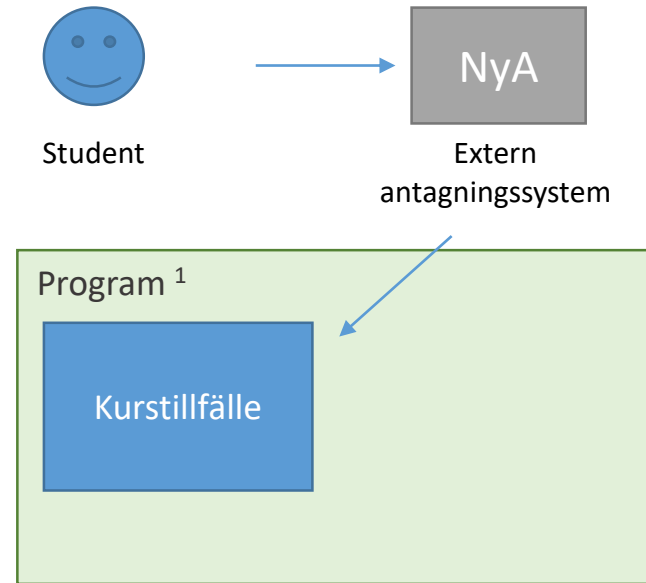 NyA
Student
Extern
antagningssystem
Program ¹
Kurstillfälle